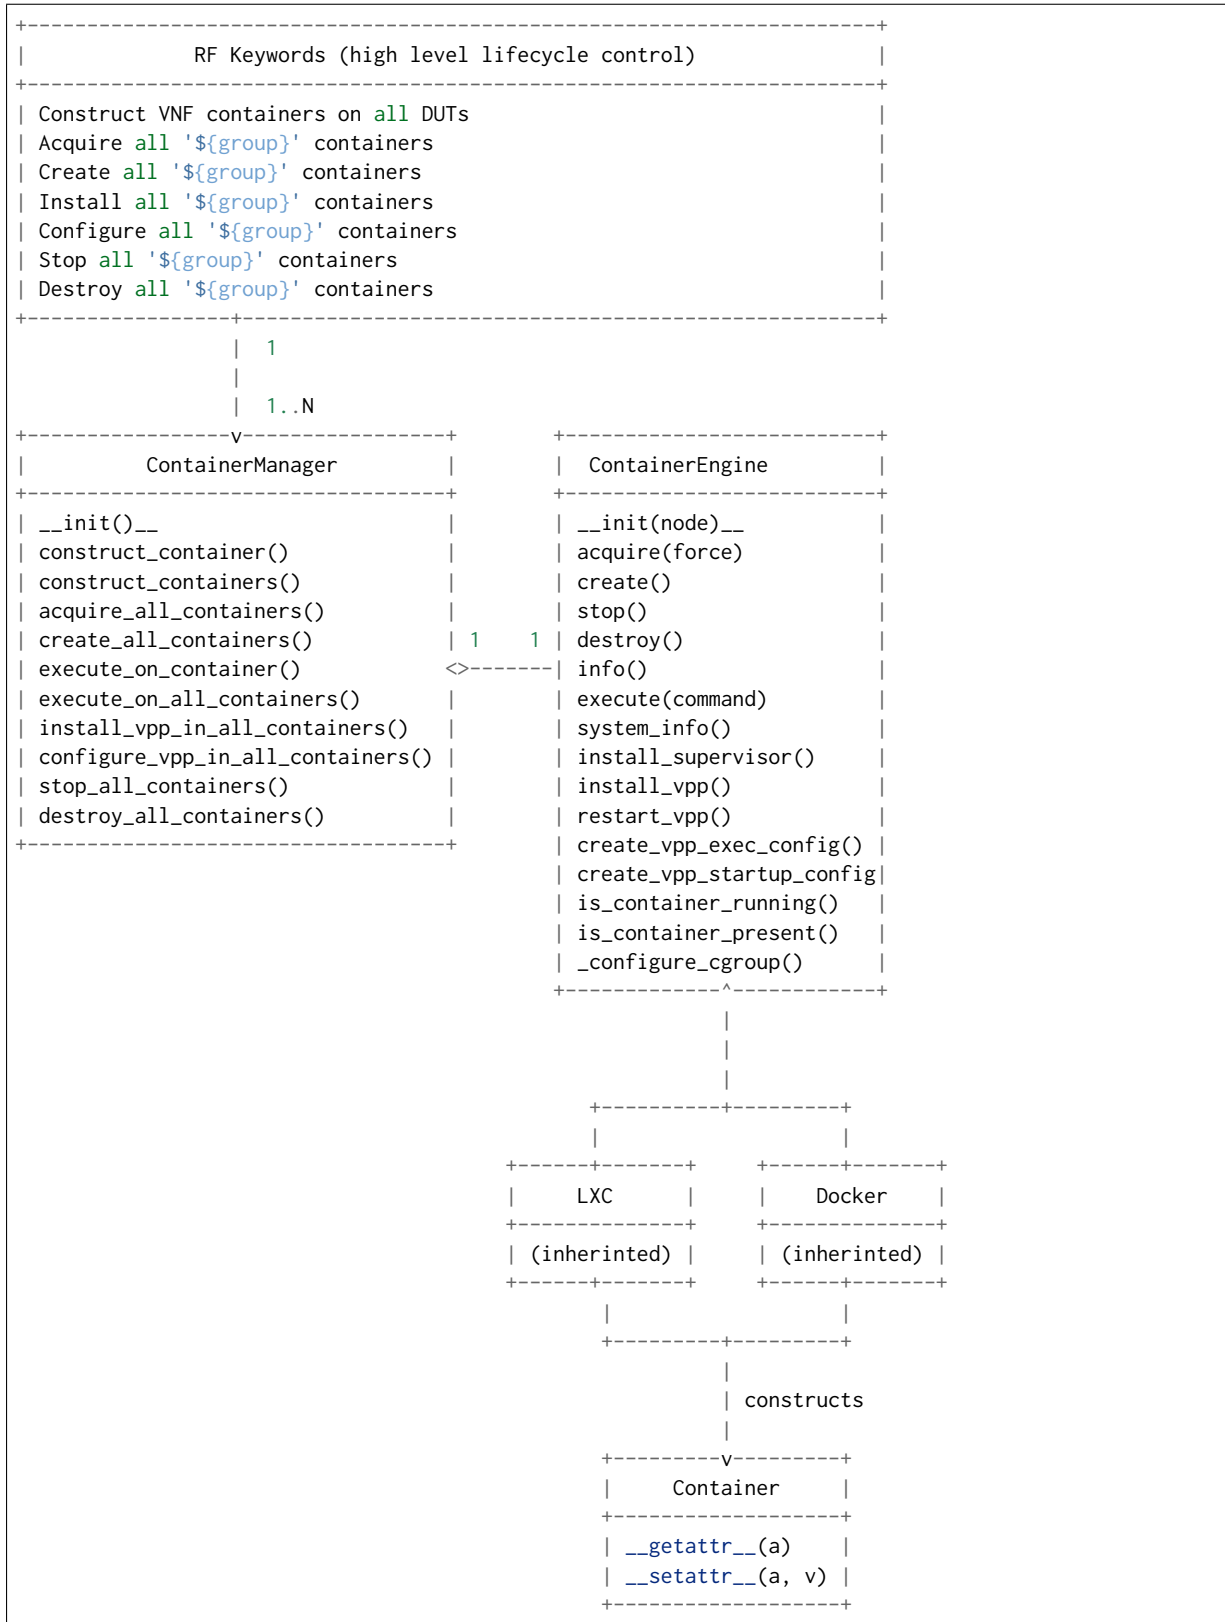 +-----------------------------------------------------------------------+
|              RF Keywords (high level lifecycle control)               |
+-----------------------------------------------------------------------+
| Construct VNF containers on all DUTs                                  |
| Acquire all '${group}' containers                                     |
| Create all '${group}' containers                                      |
| Install all '${group}' containers                                     |
| Configure all '${group}' containers                                   |
| Stop all '${group}' containers                                        |
| Destroy all '${group}' containers                                     |
+-----------------+-----------------------------------------------------+
                  |  1
                  |
                  |  1..N
+-----------------v-----------------+        +--------------------------+
|          ContainerManager         |        |  ContainerEngine         |
+-----------------------------------+        +--------------------------+
| __init()__                        |        | __init(node)__           |
| construct_container()             |        | acquire(force)           |
| construct_containers()            |        | create()                 |
| acquire_all_containers()          |        | stop()                   |
| create_all_containers()           | 1    1 | destroy()                |
| execute_on_container()            <>-------| info()                   |
| execute_on_all_containers()       |        | execute(command)         |
| install_vpp_in_all_containers()   |        | system_info()            |
| configure_vpp_in_all_containers() |        | install_supervisor()     |
| stop_all_containers()             |        | install_vpp()            |
| destroy_all_containers()          |        | restart_vpp()            |
+-----------------------------------+        | create_vpp_exec_config() |
                                             | create_vpp_startup_config|
                                             | is_container_running()   |
                                             | is_container_present()   |
                                             | _configure_cgroup()      |
                                             +-------------^------------+
                                                           |
                                                           |
                                                           |
                                                +----------+---------+
                                                |                    |
                                         +------+-------+     +------+-------+
                                         |     LXC      |     |    Docker    |
                                         +--------------+     +--------------+
                                         | (inherinted) |     | (inherinted) |
                                         +------+-------+     +------+-------+
                                                 |                   |
                                                 +---------+---------+
                                                           |
                                                           | constructs
                                                           |
                                                 +---------v---------+
                                                 |     Container     |
                                                 +-------------------+
                                                 | __getattr__(a)    |
                                                 | __setattr__(a, v) |
                                                 +-------------------+